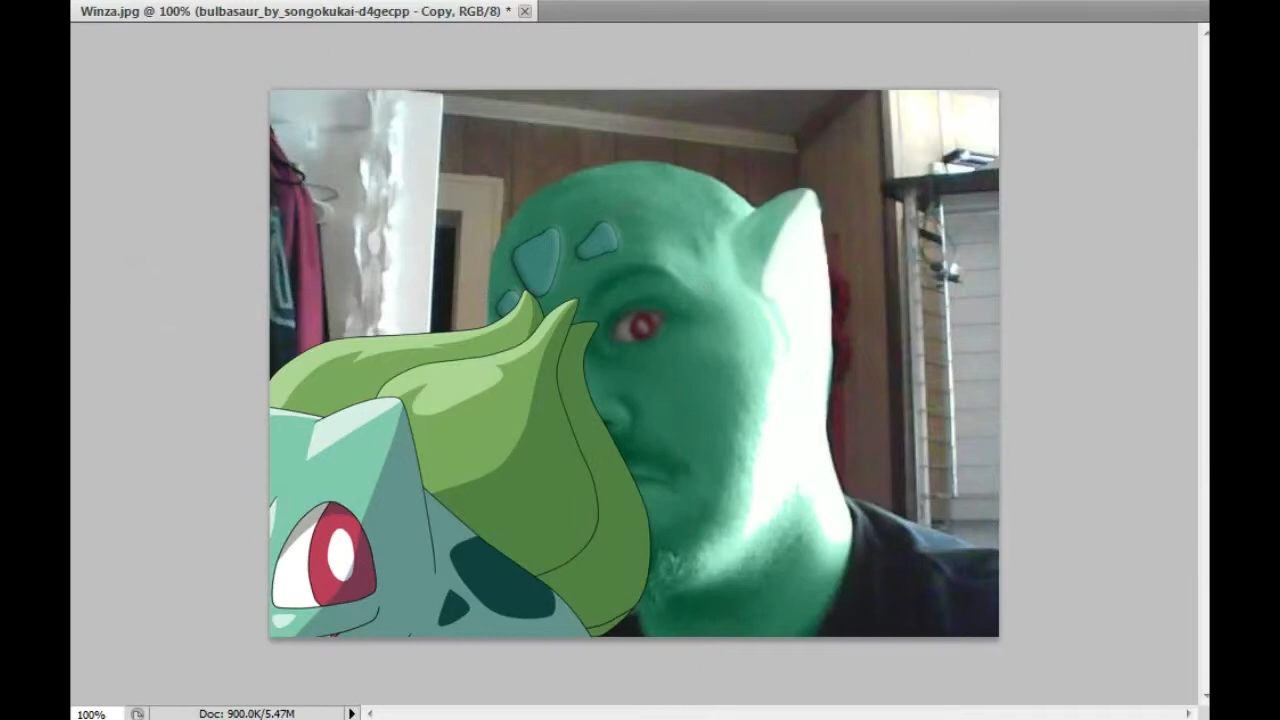 Winza.jpg @ 100% (bulbasaur_by_songokukai-d4gecpp - Copy, RGB/8) *
100%
Doc: 900.0K/5.47M